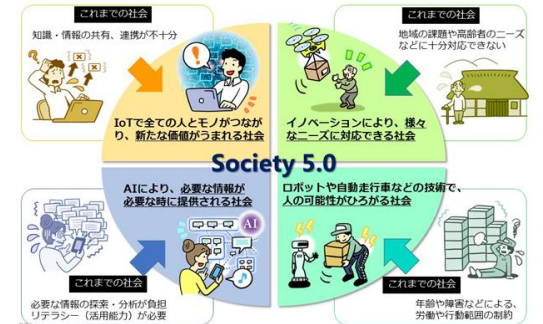 これまでの社会
知識・情報の共有、連携が不十分
IoTで全ての人とモノがつなが
り、新たな価値がうまれる社会
これまでの社会
地域の課題や高齢者のニーズ
などに十分対応できない
イノベーションにより、様々
なニーズに対応できる社会
Society 5.0
AIにより、必要な情報が
必要な時に提供される社会
AI
これまでの社会
必要な情報の探索・分析が負担
リテラシー（活用能力）が必要
ロボットや自動走行車などの技術で、
人の可能性がひろがる社会
これまでの社会
年齢や障害などによる、
労働や行動範囲の制約